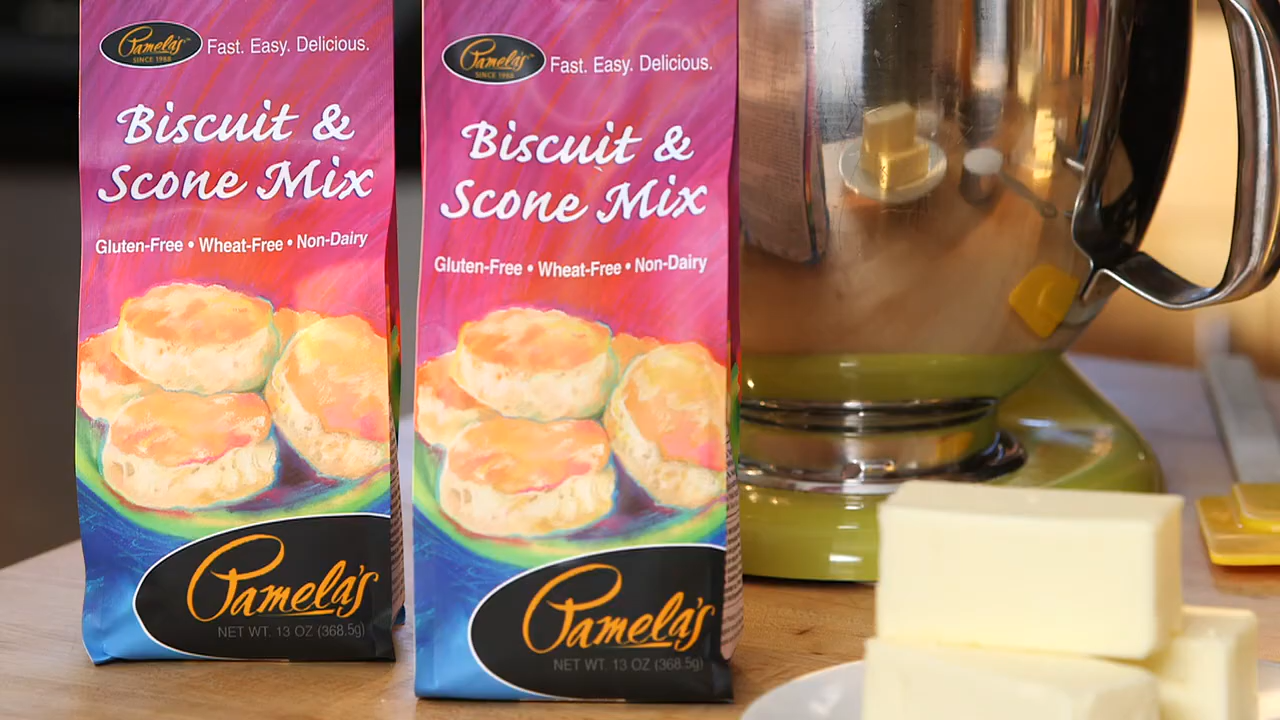 Pamela's
SINCE 1988
Fast. Easy. Delicious.
Biscuit &
Scone Mix
Gluten-Free • Wheat-Free • Non-Dairy
Pamela's
NET WT. 13 OZ (368.5g)
Pamela's
SINCE 1988
Fast. Easy. Delicious.
Biscuit &
Scone Mix
Gluten-Free • Wheat-Free • Non-Dairy
Pamela's
NET WT. 13 OZ (368.5g)